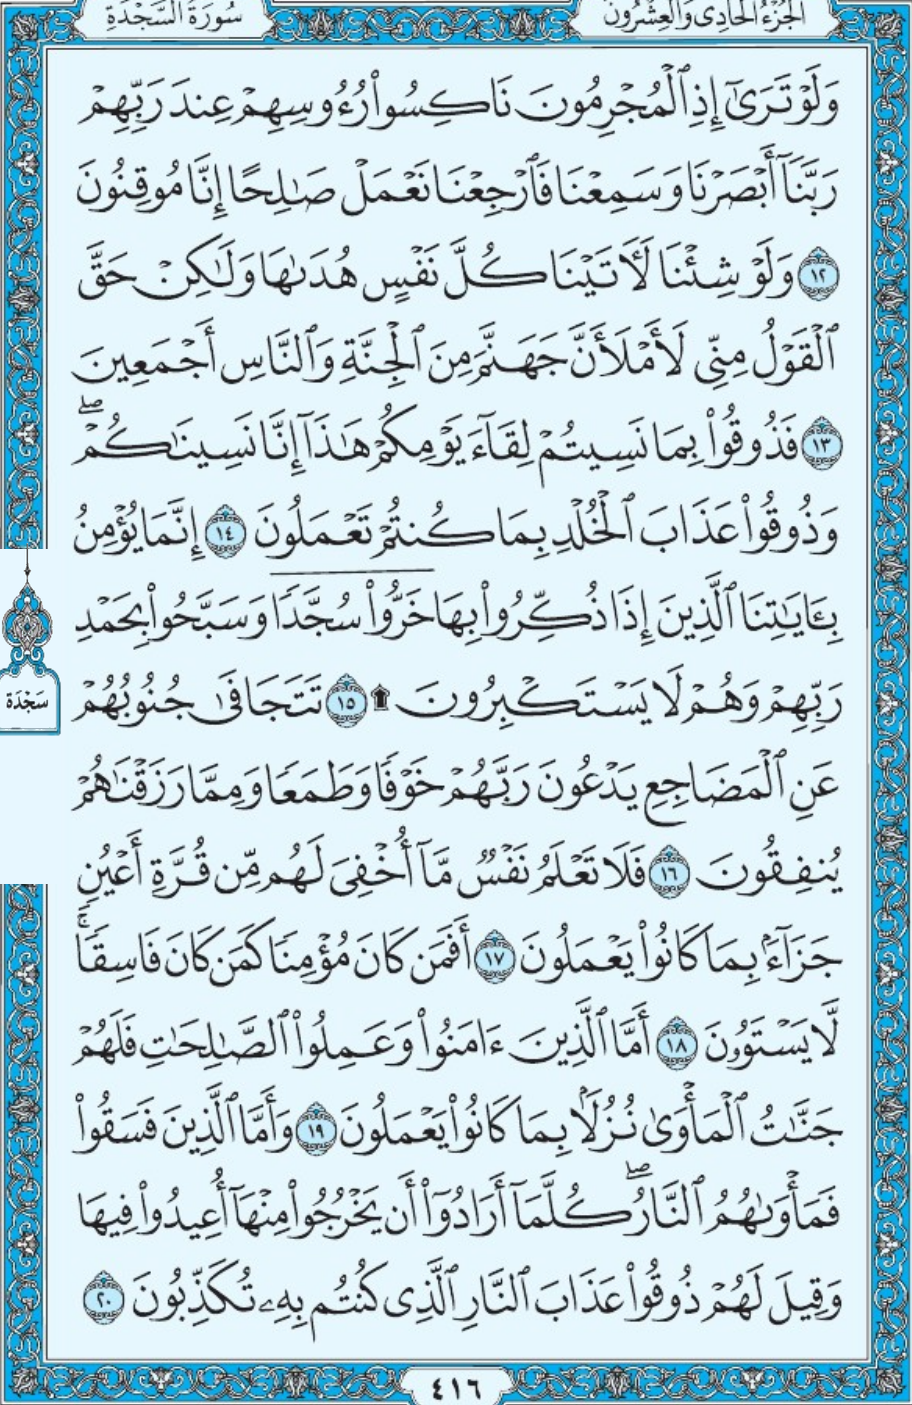 الجزء الحادي والعشرون
سورة السجدة
وَلَوْ تَرَىٰٓ إِذِ ٱلْمُجْرِمُونَ نَاكِسُوا۟ رُءُوسِهِمْ عِندَ رَبِّهِمْ
رَبَّنَآ أَبْصَرْنَا وَسَمِعْنَا فَٱرْجِعْنَا نَعْمَلْ صَٰلِحًا إِنَّا مُوقِنُونَ
١٢ وَلَوْ شِئْنَا لَءَاتَيْنَا كُلَّ نَفْسٍ هُدَىٰهَا وَلَٰكِنْ حَقَّ
ٱلْقَوْلُ مِنِّى لَأَمْلَأَنَّ جَهَنَّمَ مِنَ ٱلْجِنَّةِ وَٱلنَّاسِ أَجْمَعِينَ
١٣ فَذُوقُوا۟ بِمَا نَسِيتُمْ لِقَآءَ يَوْمِكُمْ هَٰذَآ إِنَّا نَسِينَٰكُمْ ۖ
وَذُوقُوا۟ عَذَابَ ٱلْخُلْدِ بِمَا كُنتُمْ تَعْمَلُونَ ١٤ إِنَّمَا يُؤْمِنُ
بِـَٔايَٰتِنَا ٱلَّذِينَ إِذَا ذُكِّرُوا۟ بِهَا خَرُّوا۟ سُجَّدًا وَسَبَّحُوا۟ بِحَمْدِ
رَبِّهِمْ وَهُمْ لَا يَسْتَكْبِرُونَ ۩ ١٥ تَتَجَافَىٰ جُنُوبُهُمْ
سَجْدَة
عَنِ ٱلْمَضَاجِعِ يَدْعُونَ رَبَّهُمْ خَوْفًا وَطَمَعًا وَمِمَّا رَزَقْنَٰهُمْ
يُنفِقُونَ ١٦ فَلَا تَعْلَمُ نَفْسٌ مَّآ أُخْفِىَ لَهُم مِّن قُرَّةِ أَعْيُنٍ
جَزَآءًۢ بِمَا كَانُوا۟ يَعْمَلُونَ ١٧ أَفَمَن كَانَ مُؤْمِنًا كَمَن كَانَ فَاسِقًا ۚ
لَّا يَسْتَوُۥنَ ١٨ أَمَّا ٱلَّذِينَ ءَامَنُوا۟ وَعَمِلُوا۟ ٱلصَّٰلِحَٰتِ فَلَهُمْ
جَنَّٰتُ ٱلْمَأْوَىٰ نُزُلًۢا بِمَا كَانُوا۟ يَعْمَلُونَ ١٩ وَأَمَّا ٱلَّذِينَ فَسَقُوا۟
فَمَأْوَىٰهُمُ ٱلنَّارُ ۖ كُلَّمَآ أَرَادُوٓا۟ أَن يَخْرُجُوا۟ مِنْهَآ أُعِيدُوا۟ فِيهَا
وَقِيلَ لَهُمْ ذُوقُوا۟ عَذَابَ ٱلنَّارِ ٱلَّذِى كُنتُم بِهِۦ تُكَذِّبُونَ ٢٠
٤١٦